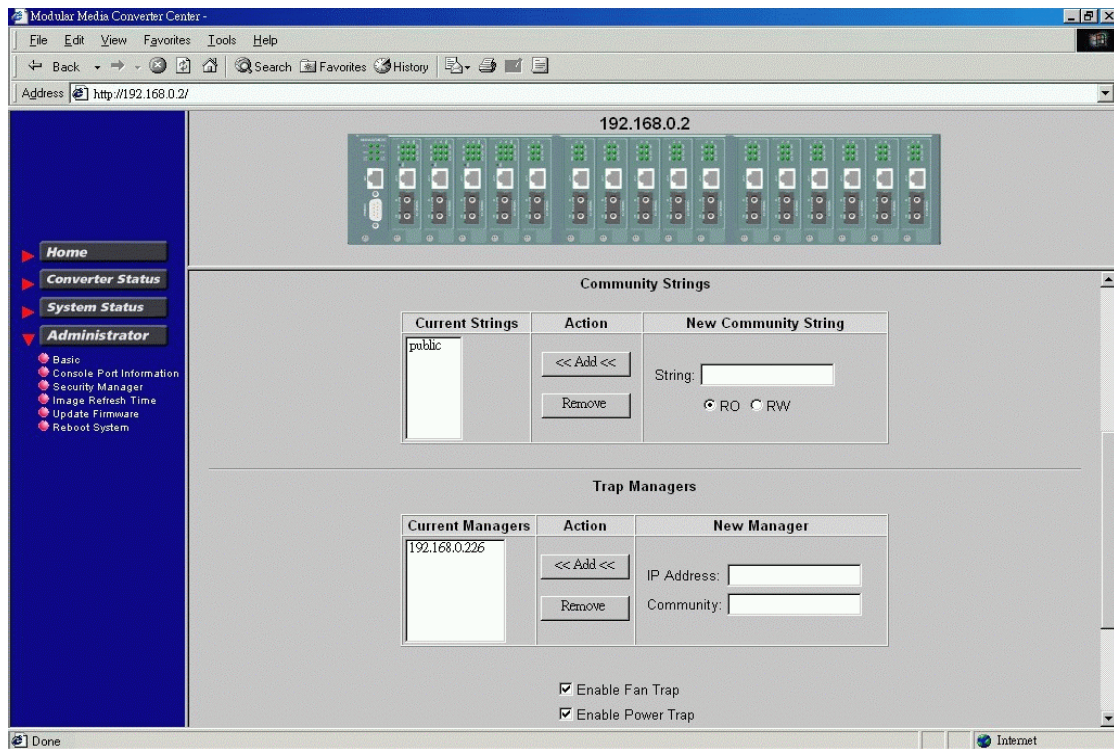 Modular Media Converter Center -
File Edit View Favorites Tools Help
Back Search Favorites History
Address http://192.168.0.2/
192.168.0.2
Home
Converter Status
System Status
Administrator
Basic
Console Port Information
Security Manager
Image Refresh Time
Update Firmware
Reboot System
Community Strings
Current Strings Action New Community String
public
<< Add <<
String:
Remove
RO RW
Trap Managers
Current Managers Action New Manager
192.168.0.226
<< Add <<
IP Address:
Remove
Community:
Enable Fan Trap
Enable Power Trap
Done Internet